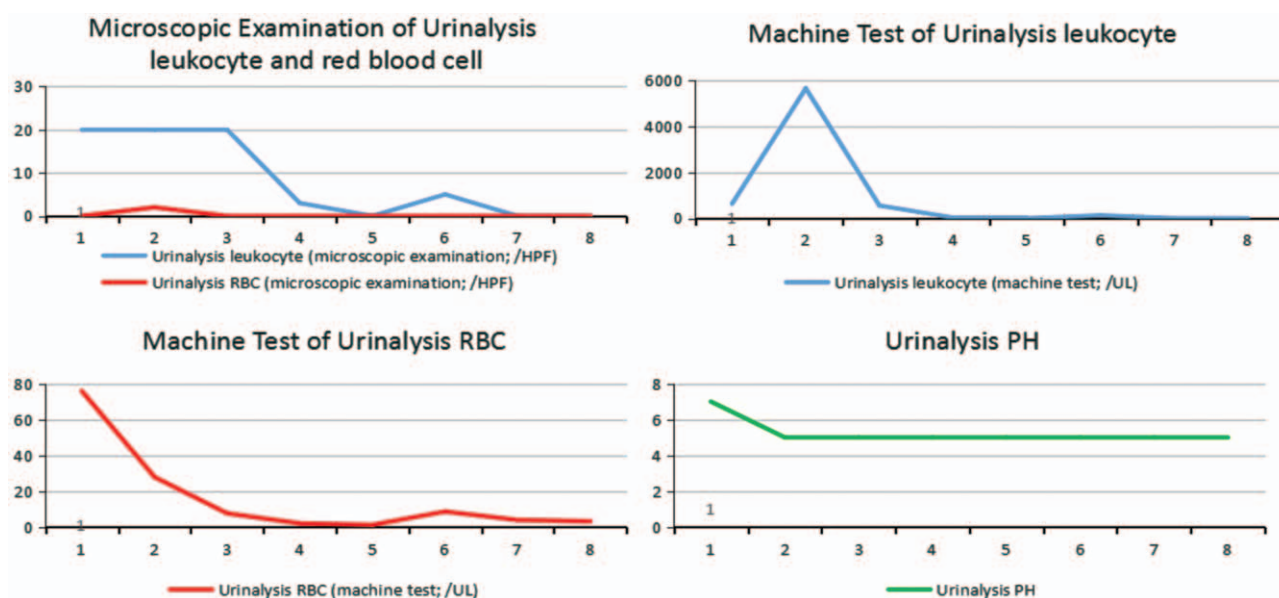 Microscopic Examination of Urinalysis
leukocyte and red blood cell
30
20
10
0
1
1 2 3 4 5 6 7 8
Urinalysis leukocyte (microscopic examination; /HPF)
Urinalysis RBC (microscopic examination; /HPF)
Machine Test of Urinalysis leukocyte
6000
4000
2000
0
1
1 2 3 4 5 6 7 8
Urinalysis leukocyte (machine test; /UL)
Machine Test of Urinalysis RBC
80
60
40
20
0
1
1 2 3 4 5 6 7 8
Urinalysis RBC (machine test; /UL)
Urinalysis PH
8
6
4
2
0
1
1 2 3 4 5 6 7 8
Urinalysis PH